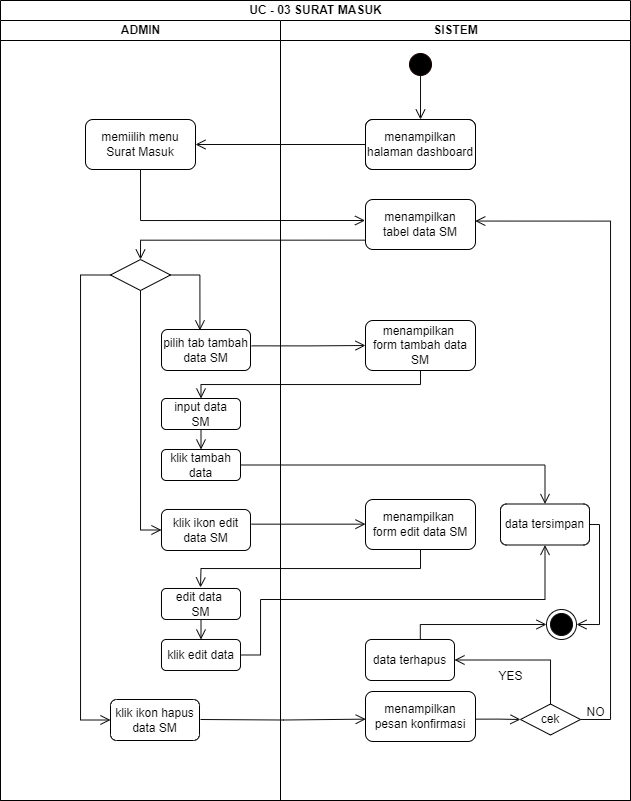 UC - 03 SURAT MASUK
ADMIN
SISTEM
memiilih menu
Surat Masuk
menampilkan
halaman dashboard
menampilkan
tabel data SM
pilih tab tambah
data SM
menampilkan
form tambah data
SM
input data
SM
klik tambah
data
klik ikon edit
data SM
menampilkan
form edit data SM
data tersimpan
edit data
SM
klik edit data
data terhapus
YES
klik ikon hapus
data SM
menampilkan
pesan konfirmasi
cek
NO